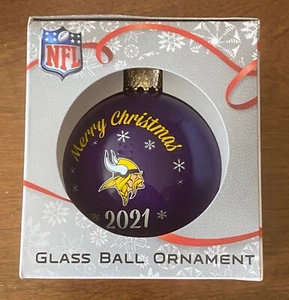 NFL
Merry Christmas
2021
GLASS BALL ORNAMENT